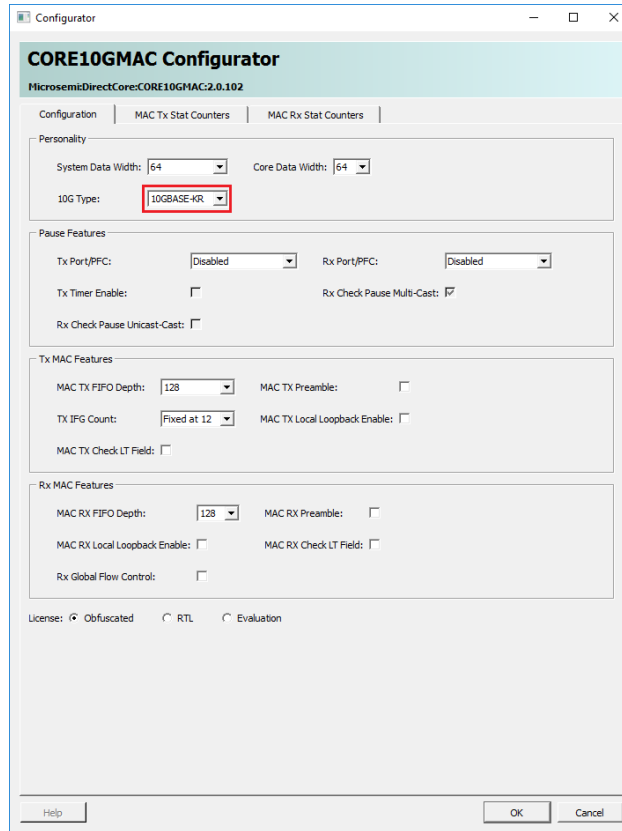 Configurator
CORE10GMAC Configurator
Microsemi:DirectCore:CORE10GMAC:2.0.102
Configuration MAC Tx Stat Counters MAC Rx Stat Counters
Personality
System Data Width: 64 Core Data Width: 64
10G Type: 10GBASE-KR
Pause Features
Tx Port/PFC: Disabled Rx Port/PFC: Disabled
Tx Timer Enable: Rx Check Pause Multi-Cast:
Rx Check Pause Unicast-Cast:
Tx MAC Features
MAC TX FIFO Depth: 128 MAC TX Preamble:
TX IFG Count: Fixed at 12 MAC TX Local Loopback Enable:
MAC TX Check LT Field:
Rx MAC Features
MAC RX FIFO Depth: 128 MAC RX Preamble:
MAC RX Local Loopback Enable: MAC RX Check LT Field:
Rx Global Flow Control:
License: Obfuscated RTL Evaluation
Help OK Cancel